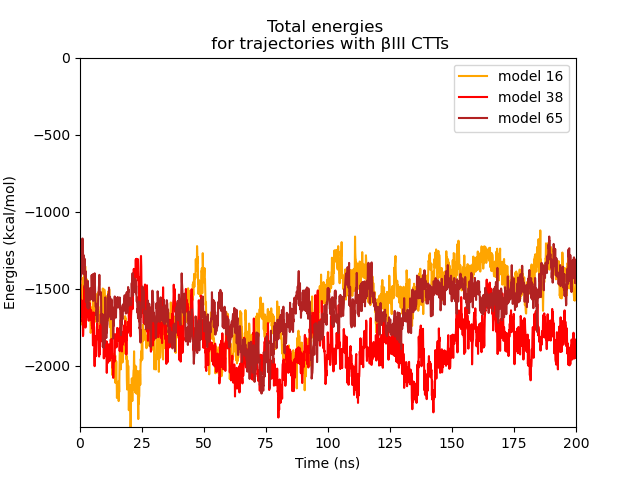 Total energies
for trajectories with βIII CTTs
model 16
model 38
model 65
Energies (kcal/mol)
0
−500
−1000
−1500
−2000
0 25 50 75 100 125 150 175 200
Time (ns)